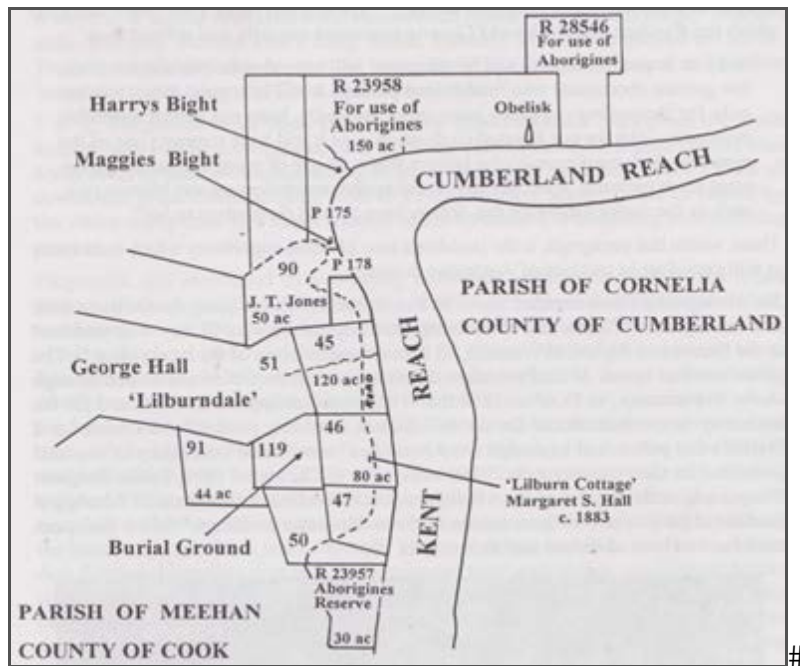 R 28546
For use of
Aborigines
R 23958
For use of
Aborigines
150 ac
Harrys Bight
Obelisk
Maggies Bight
CUMBERLAND REACH
P 175
90
P 178
PARISH OF CORNELIA
COUNTY OF CUMBERLAND
J. T. Jones
50 ac
45
George Hall
51
120 ac
REACH
'Lilburndale'
46
91
119
80 ac
44 ac
'Lilburn Cottage'
Margaret S. Hall
c. 1883
47
KENT
Burial Ground
50
R 23957
Aborigines
Reserve
PARISH OF MEEHAN
30 ac
COUNTY OF COOK
#